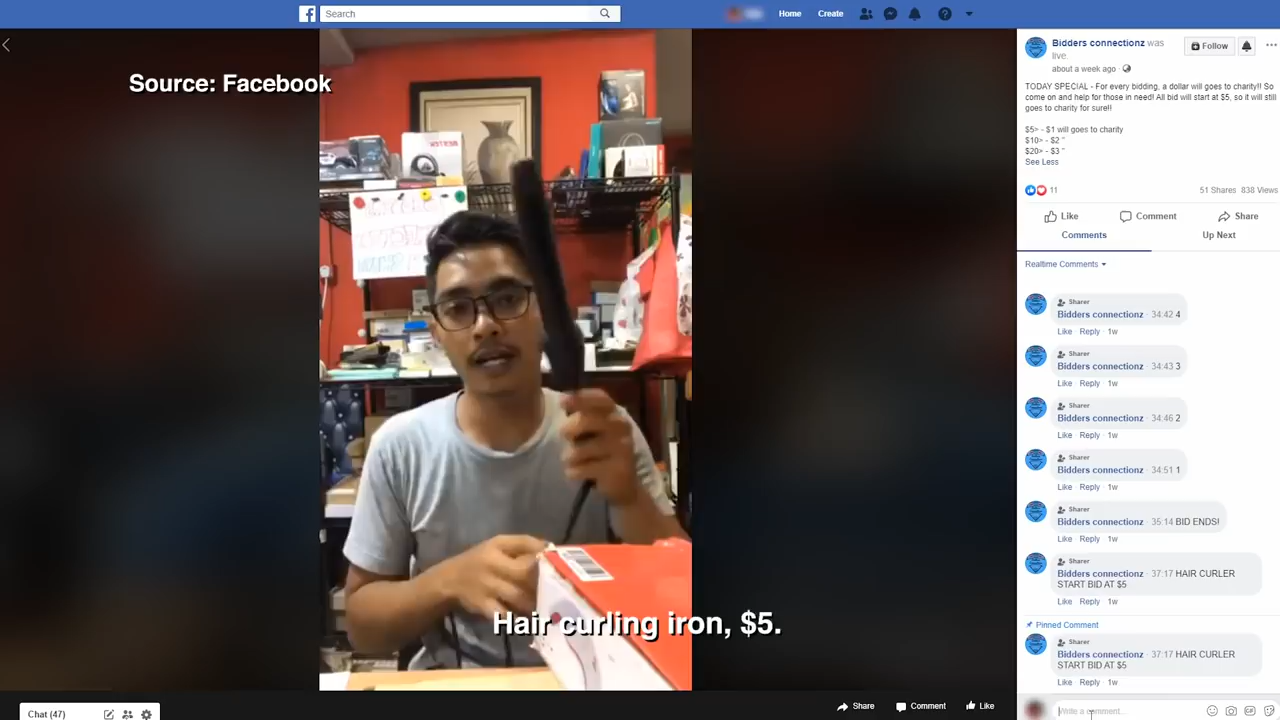 Search
Home
Create
Source: Facebook
BESTEK
Hair curling iron, $5.
Bidders connectionz was
live.
about a week ago
Follow
TODAY SPECIAL - For every bidding, a dollar will goes to charity!! So
come on and help for those in need! All bid will start at $5, so it will still
goes to charity for sure!!
$5> - $1 will goes to charity
$10> - $2 "
$20> - $3 "
See Less
11
51 Shares 838 Views
Like Comment Share
Comments Up Next
Realtime Comments
Sharer
Bidders connectionz · 34:42 4
Like · Reply · 1w
Sharer
Bidders connectionz · 34:43 3
Like · Reply · 1w
Sharer
Bidders connectionz · 34:46 2
Like · Reply · 1w
Sharer
Bidders connectionz · 34:51 1
Like · Reply · 1w
Sharer
Bidders connectionz · 35:14 BID ENDS!
Like · Reply · 1w
Sharer
Bidders connectionz · 37:17 HAIR CURLER
START BID AT $5
Like · Reply · 1w
Pinned Comment
Sharer
Bidders connectionz · 37:17 HAIR CURLER
START BID AT $5
Like · Reply · 1w
Write a comment...
Share Comment Like
Chat (47)